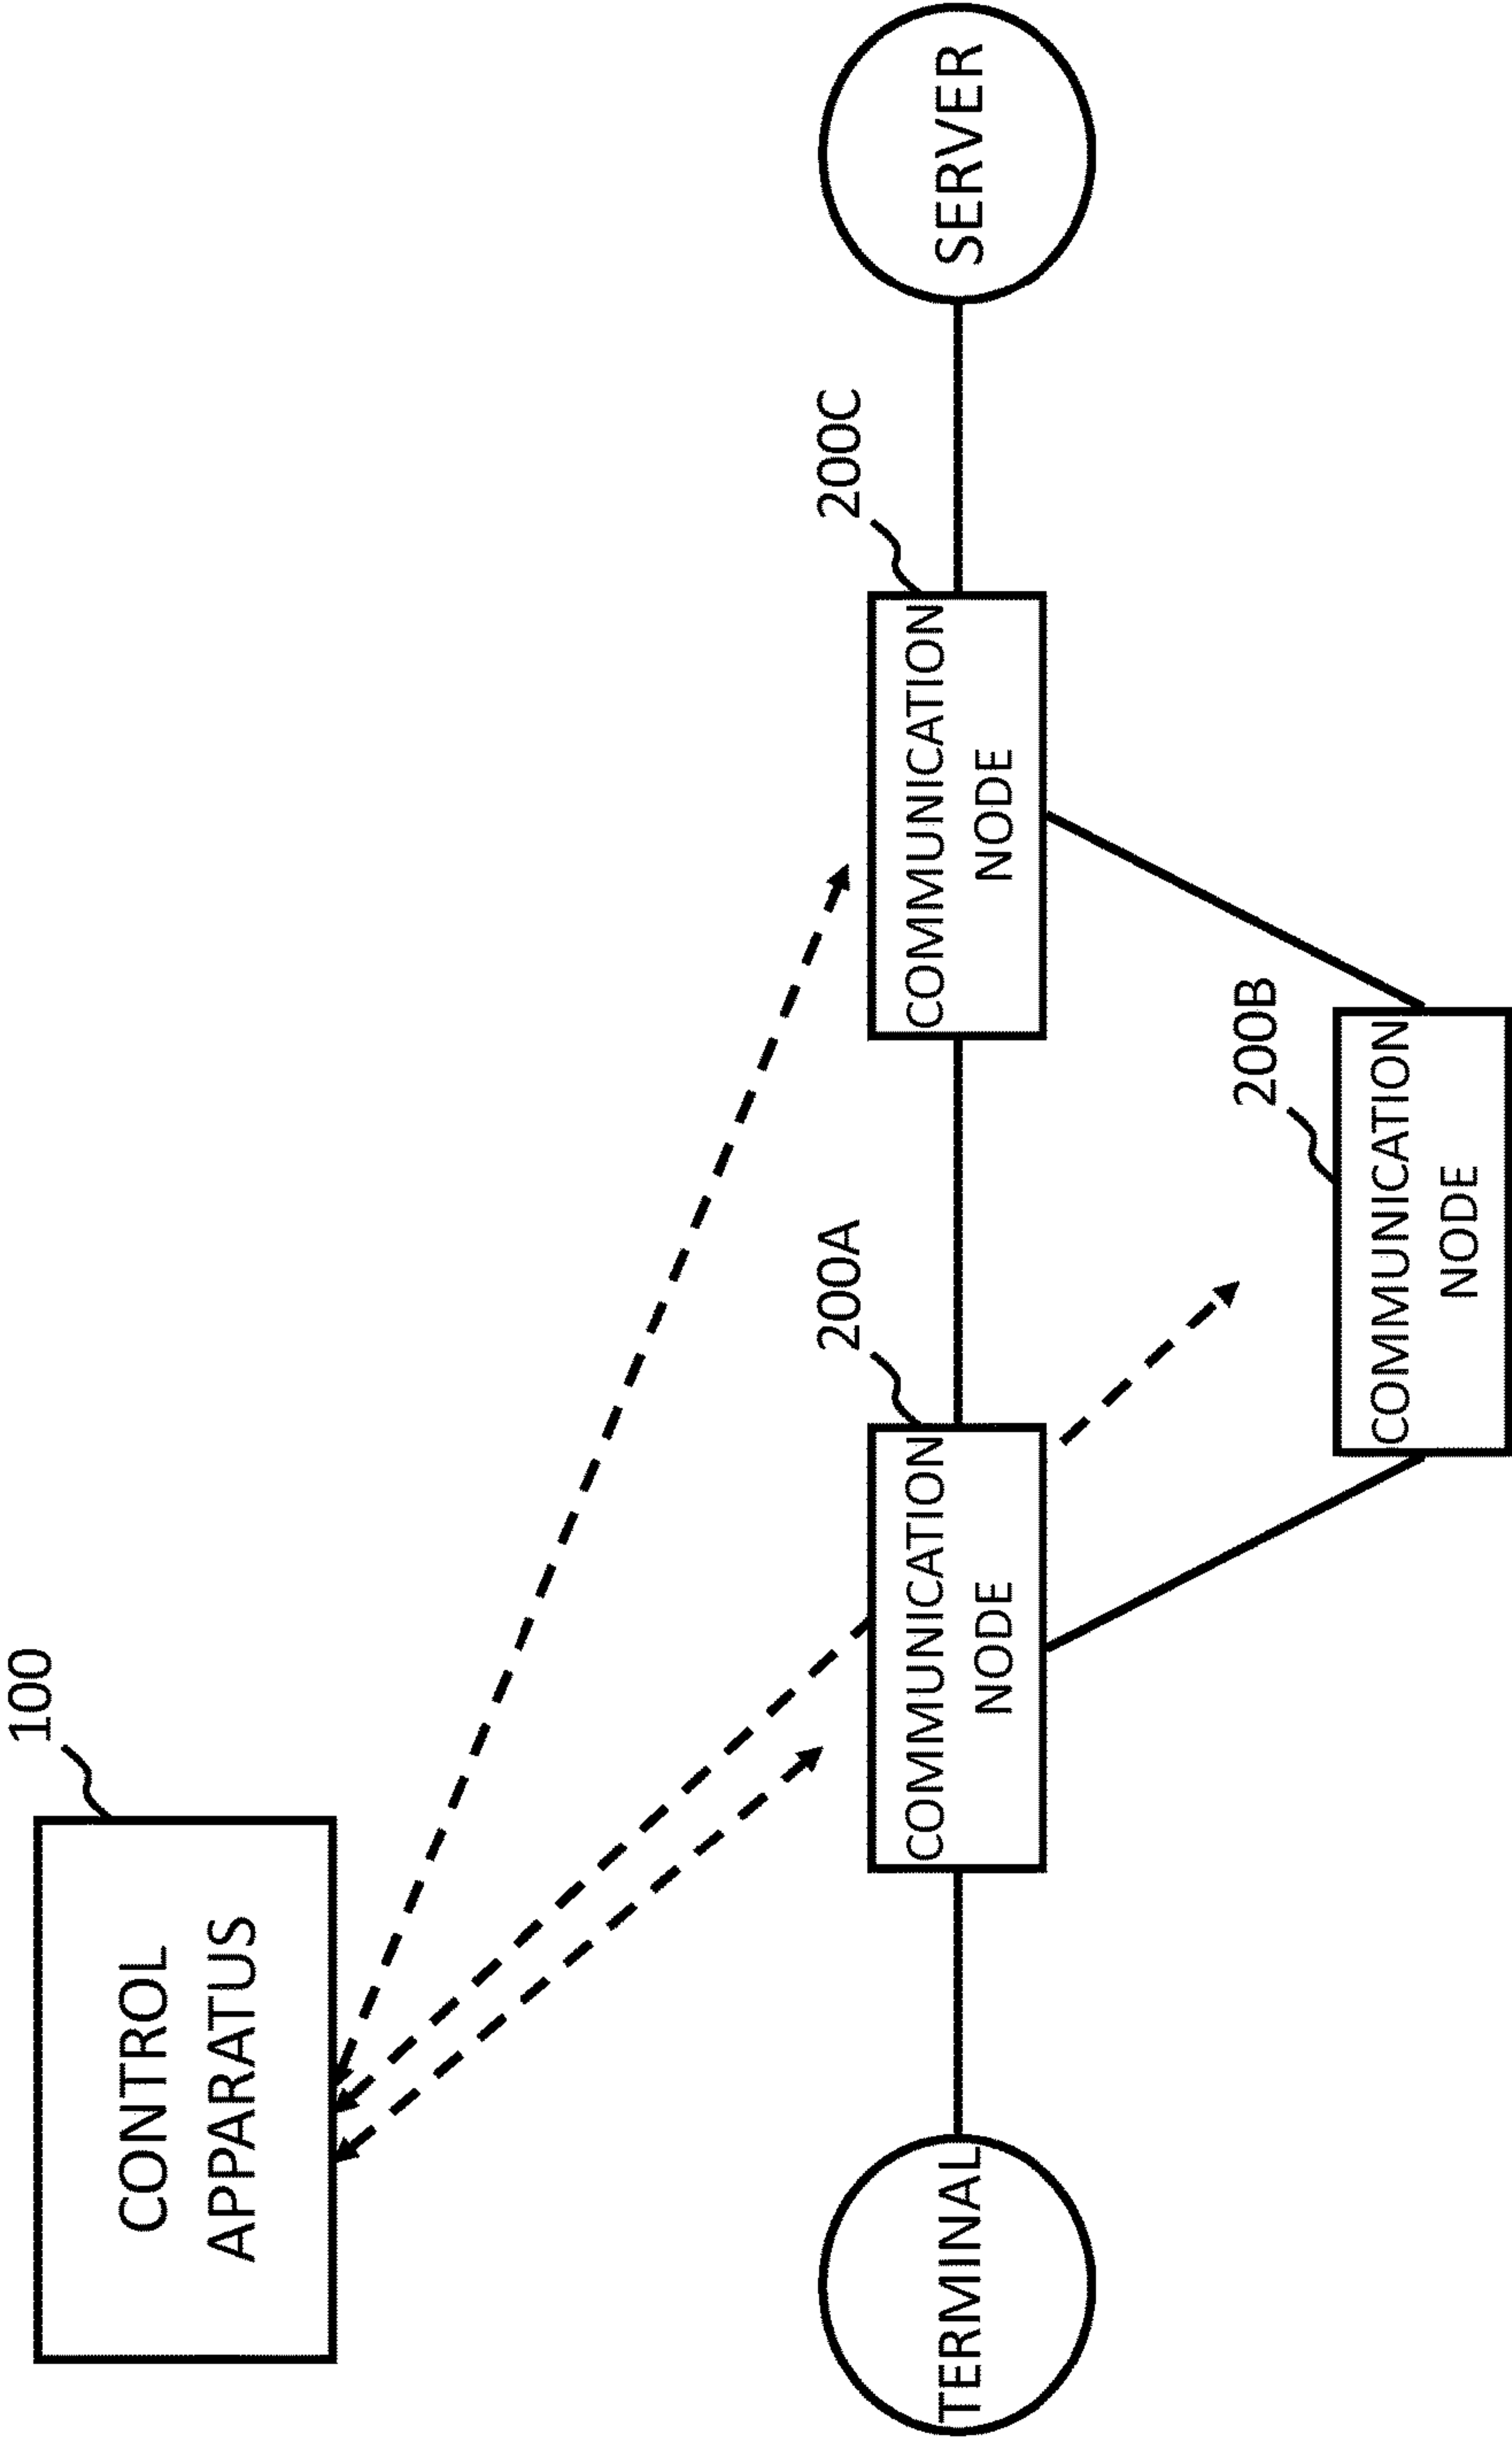 100
CONTROL
APPARATUS
200A
200C
TERMINAL
COMMUNICATION
NODE
COMMUNICATION
NODE
SERVER
200B
COMMUNICATION
NODE